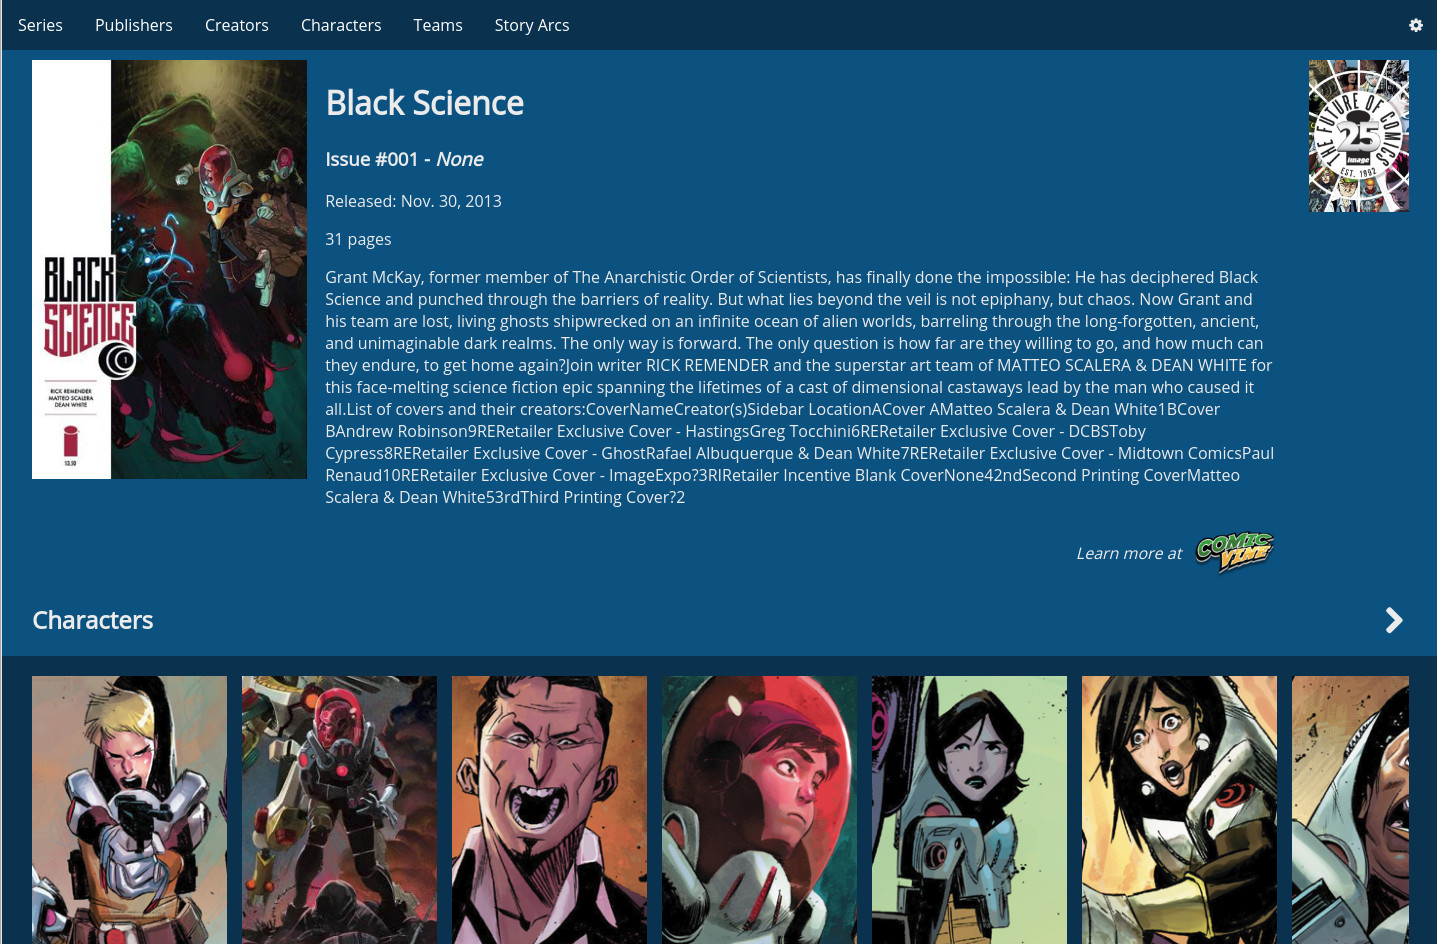 Series Publishers Creators Characters Teams Story Arcs
BLACK
SCIENCE
RICK REMENDER
MATTEO SCALERA
DEAN WHITE
Black Science
Issue #001 - None
Released: Nov. 30, 2013
31 pages
Grant McKay, former member of The Anarchistic Order of Scientists, has finally done the impossible: He has deciphered Black
Science and punched through the barriers of reality. But what lies beyond the veil is not epiphany, but chaos. Now Grant and
his team are lost, living ghosts shipwrecked on an infinite ocean of alien worlds, barreling through the long-forgotten, ancient,
and unimaginable dark realms. The only way is forward. The only question is how far are they willing to go, and how much can
they endure, to get home again?Join writer RICK REMENDER and the superstar art team of MATTEO SCALERA & DEAN WHITE for
this face-melting science fiction epic spanning the lifetimes of a cast of dimensional castaways lead by the man who caused it
all.List of covers and their creators:CoverNameCreator(s)Sidebar LocationACover AMatteo Scalera & Dean White1BCover
BAndrew Robinson9RERetailer Exclusive Cover - HastingsGreg Tocchini6RERetailer Exclusive Cover - DCBSToby
Cypress8RERetailer Exclusive Cover - GhostRafael Albuquerque & Dean White7RERetailer Exclusive Cover - Midtown ComicsPaul
Renaud10RERetailer Exclusive Cover - ImageExpo?3RIRetailer Incentive Blank CoverNone42ndSecond Printing CoverMatteo
Scalera & Dean White53rdThird Printing Cover?2
Learn more at
COMIC
VINE
THE FUTURE OF COMICS
25
image
EST. 1992
Characters